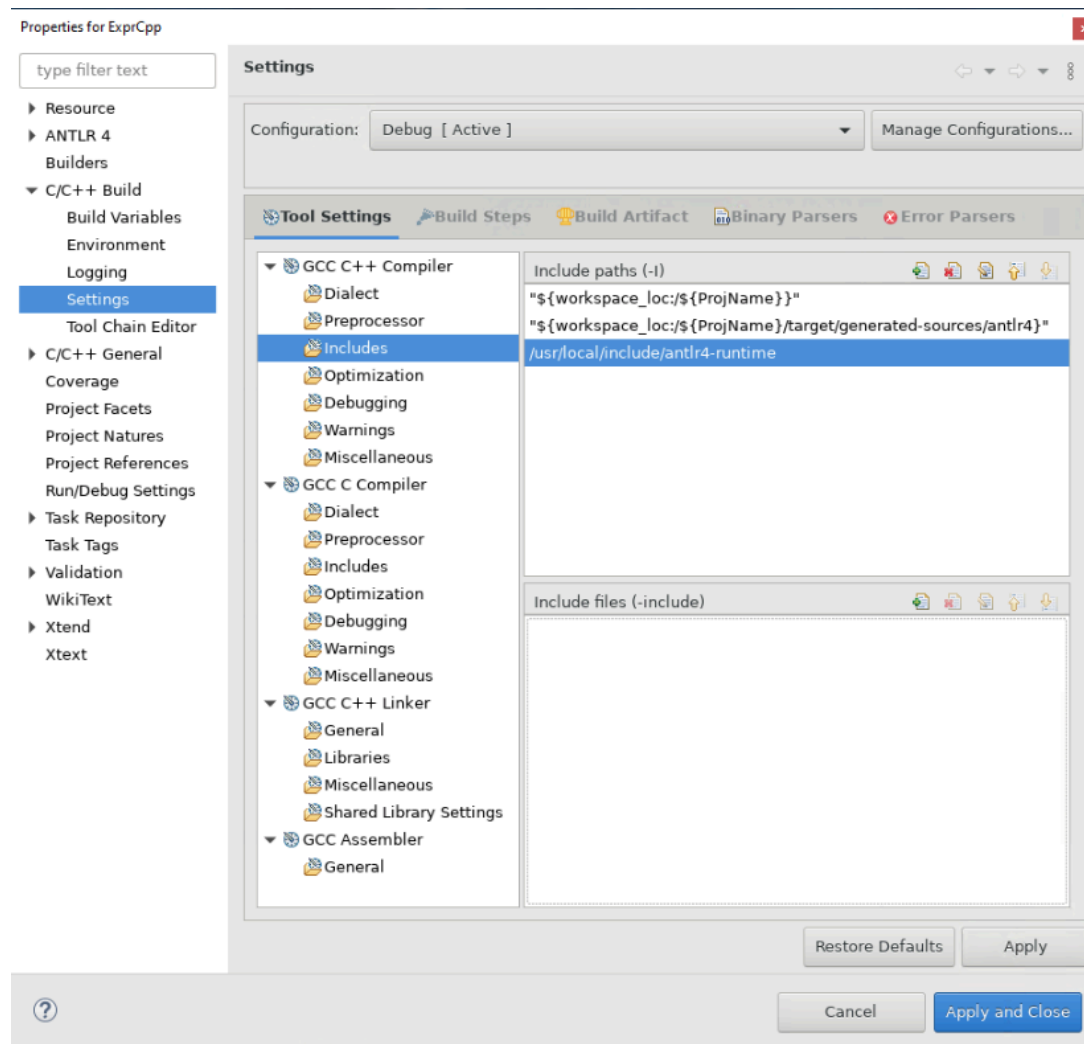 Properties for ExprCpp
type filter text
Resource
ANTLR 4
Builders
C/C++ Build
Build Variables
Environment
Logging
Settings
Tool Chain Editor
C/C++ General
Coverage
Project Facets
Project Natures
Project References
Run/Debug Settings
Task Repository
Task Tags
Validation
WikiText
Xtend
Xtext
Settings
Configuration: Debug [ Active ] Manage Configurations...
Tool Settings Build Steps Build Artifact Binary Parsers Error Parsers
GCC C++ Compiler
Dialect
Preprocessor
Includes
Optimization
Debugging
Warnings
Miscellaneous
GCC C Compiler
Dialect
Preprocessor
Includes
Optimization
Debugging
Warnings
Miscellaneous
GCC C++ Linker
General
Libraries
Miscellaneous
Shared Library Settings
GCC Assembler
General
Include paths (-I)
"${workspace_loc:/${ProjName}}"
"${workspace_loc:/${ProjName}/target/generated-sources/antlr4}"
/usr/local/include/antlr4-runtime
Include files (-include)
Restore Defaults Apply
Cancel Apply and Close